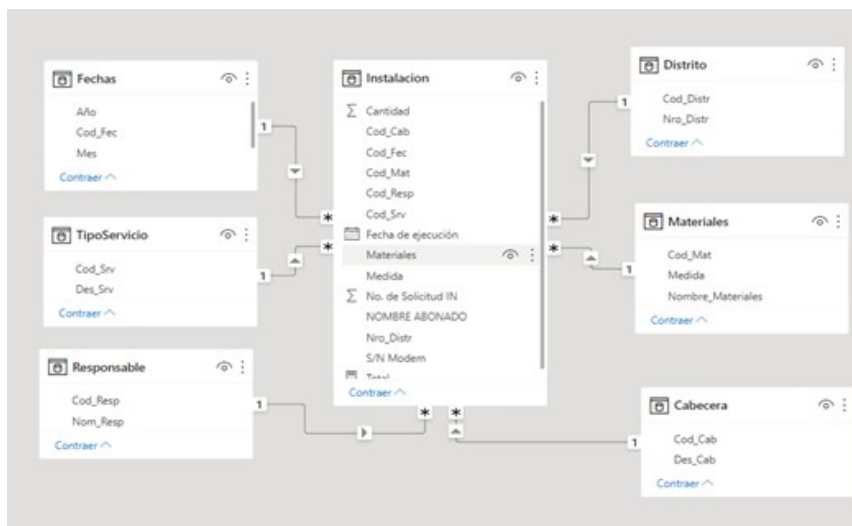 Fechas
Año
Cod_Fec
Mes
Contraer
1
TipoServicio
Cod_Srv
Des_Srv
Contraer
1
Responsable
Cod_Resp
Nom_Resp
Contraer
1
Instalacion
Cantidad
Cod_Cab
Cod_Fec
Cod_Mat
Cod_Resp
Cod_Srv
Fecha de ejecución
Materiales
Medida
No. de Solicitud IN
NOMBRE ABONADO
Nro_Distr
S/N Modem
Total
Contraer
*
*
*
*
*
*
Distrito
Cod_Distr
Nro_Distr
Contraer
1
Materiales
Cod_Mat
Medida
Nombre_Materiales
Contraer
1
Cabecera
Cod_Cab
Des_Cab
Contraer
1